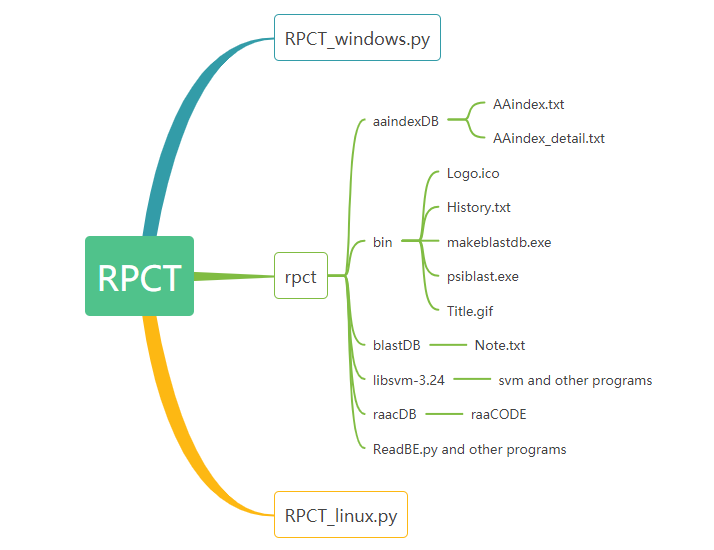 RPCT_windows.py
AAindex.txt
aaindexDB
AAindex_detail.txt
Logo.ico
History.txt
bin
makeblastdb.exe
RPCT
rpct
psiblast.exe
Title.gif
blastDB
Note.txt
libsvm-3.24
svm and other programs
raacDB
raaCODE
ReadBE.py and other programs
RPCT_linux.py